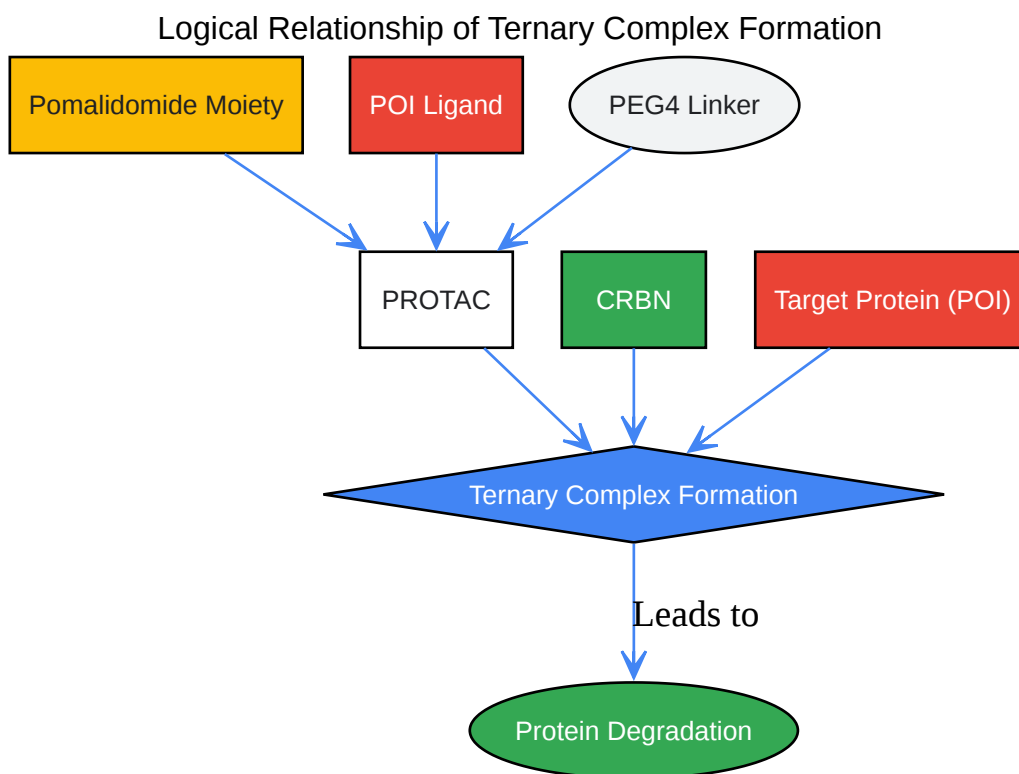 Logical Relationship of Ternary Complex Formation
Pomalidomide Moiety
POI Ligand
PEG4 Linker
PROTAC
CRBN
Target Protein (POI)
Ternary Complex Formation
Leads to
Protein Degradation